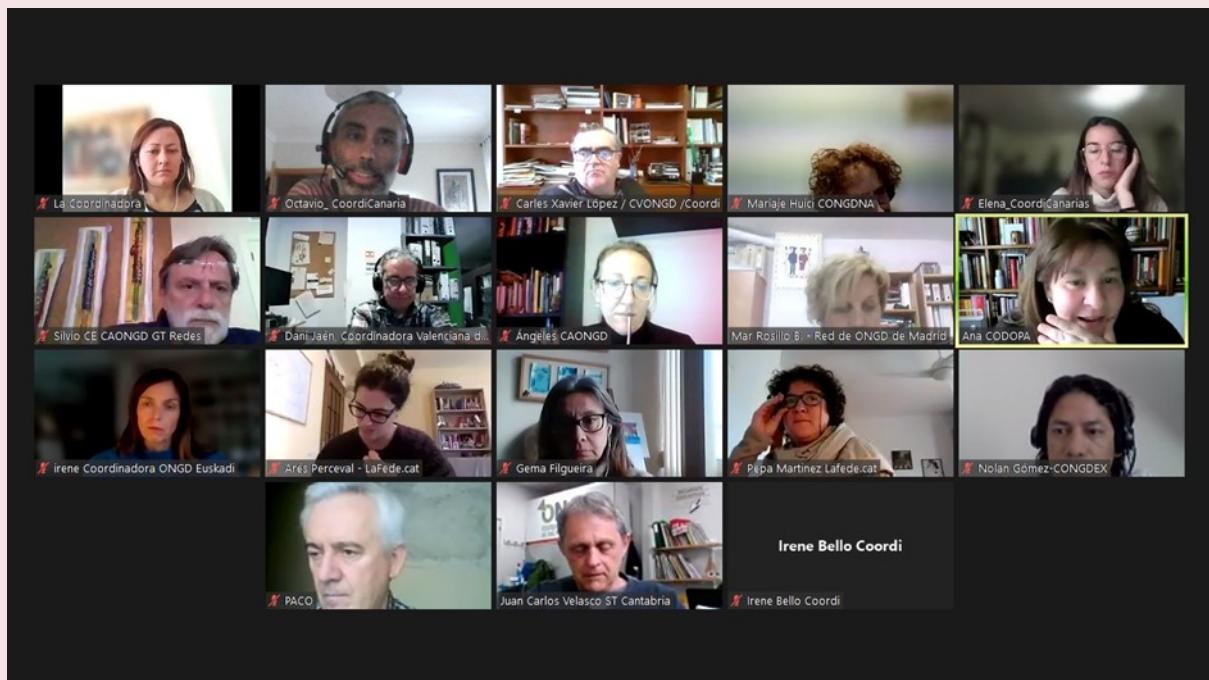 La Coordinadora
Octavio_ CoordiCanaria
Carles Xavier López / CVONGD /Coordi
Mariaje Huici CONGDNA
Elena_CoordiCanarias
Silvio CE CAONGD GT Redes
Dani Jaén, Coordinadora Valenciana d...
Ángeles CAONGD
Mar Rosillo B. - Red de ONGD de Madrid
Ana CODOPA
irene Coordinadora ONGD Euskadi
Arés Perceval - LaFede.cat
Gema Filgueira
Pepa Martinez Lafede.cat
Nolan Gómez-CONGDEX
PACO
Juan Carlos Velasco ST Cantabria
Irene Bello Coordi
Irene Bello Coordi